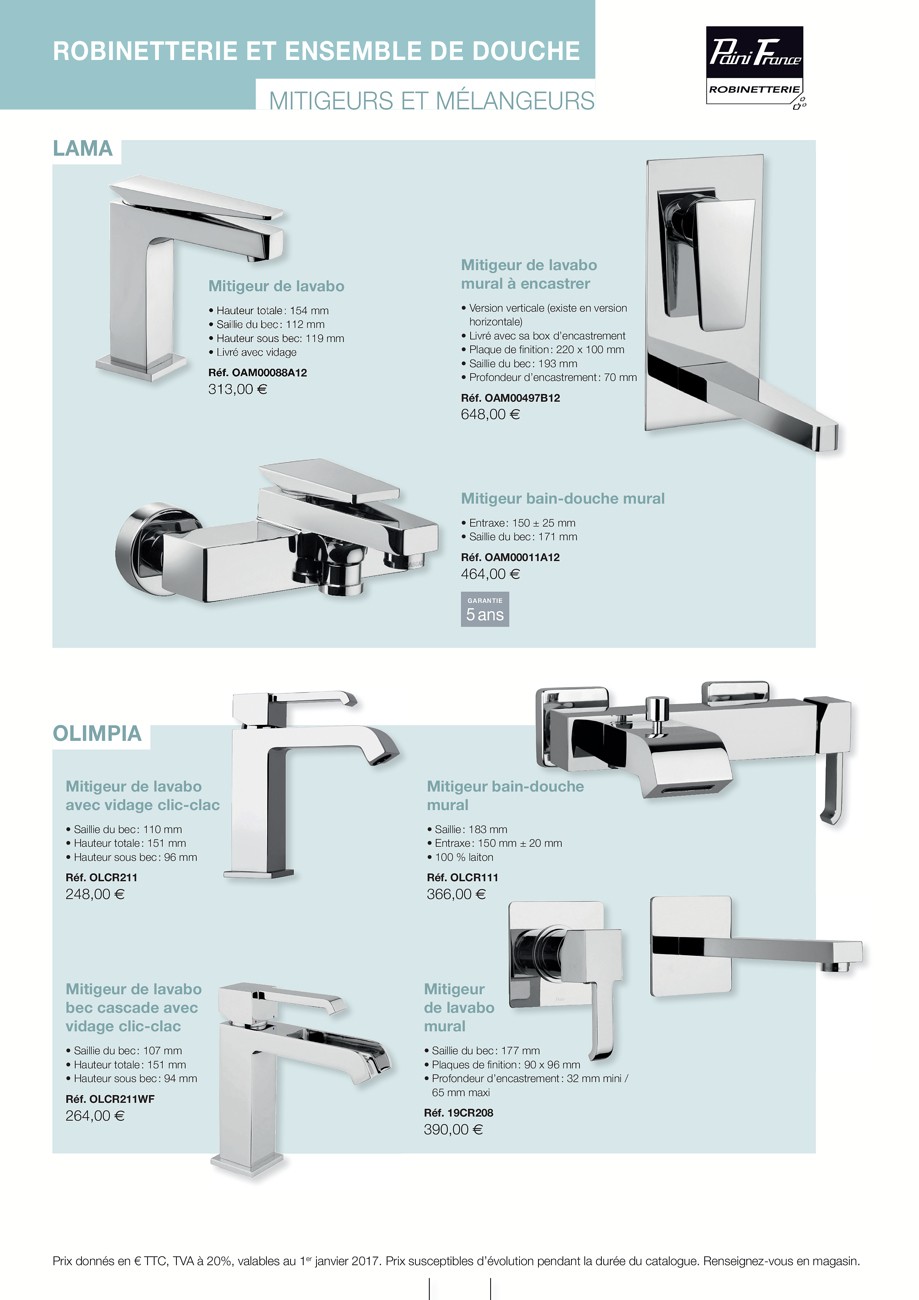 ROBINETTERIE ET ENSEMBLE DE DOUCHE
MITIGEURS ET MÉLANGEURS
Paini France
ROBINETTERIE
LAMA
Mitigeur de lavabo
• Hauteur totale : 154 mm
• Saillie du bec : 112 mm
• Hauteur sous bec: 119 mm
• Livré avec vidage
Réf. OAM00088A12
313,00 €
Mitigeur de lavabo
mural à encastrer
• Version verticale (existe en version
horizontale)
• Livré avec sa box d'encastrement
• Plaque de finition : 220 x 100 mm
• Saillie du bec : 193 mm
• Profondeur d'encastrement : 70 mm
Réf. OAM00497B12
648,00 €
Mitigeur bain-douche mural
• Entraxe : 150 ± 25 mm
• Saillie du bec : 171 mm
Réf. OAM00011A12
464,00 €
GARANTIE
5 ans
OLIMPIA
Mitigeur de lavabo
avec vidage clic-clac
• Saillie du bec : 110 mm
• Hauteur totale : 151 mm
• Hauteur sous bec : 96 mm
Réf. OLCR211
248,00 €
Mitigeur bain-douche
mural
• Saillie : 183 mm
• Entraxe : 150 mm ± 20 mm
• 100 % laiton
Réf. OLCR111
366,00 €
Mitigeur de lavabo
bec cascade avec
vidage clic-clac
• Saillie du bec : 107 mm
• Hauteur totale : 151 mm
• Hauteur sous bec : 94 mm
Réf. OLCR211WF
264,00 €
Mitigeur
de lavabo
mural
• Saillie du bec : 177 mm
• Plaques de finition : 90 x 96 mm
• Profondeur d'encastrement : 32 mm mini /
65 mm maxi
Réf. 19CR208
390,00 €
Prix donnés en € TTC, TVA à 20%, valables au 1er janvier 2017. Prix susceptibles d'évolution pendant la durée du catalogue. Renseignez-vous en magasin.